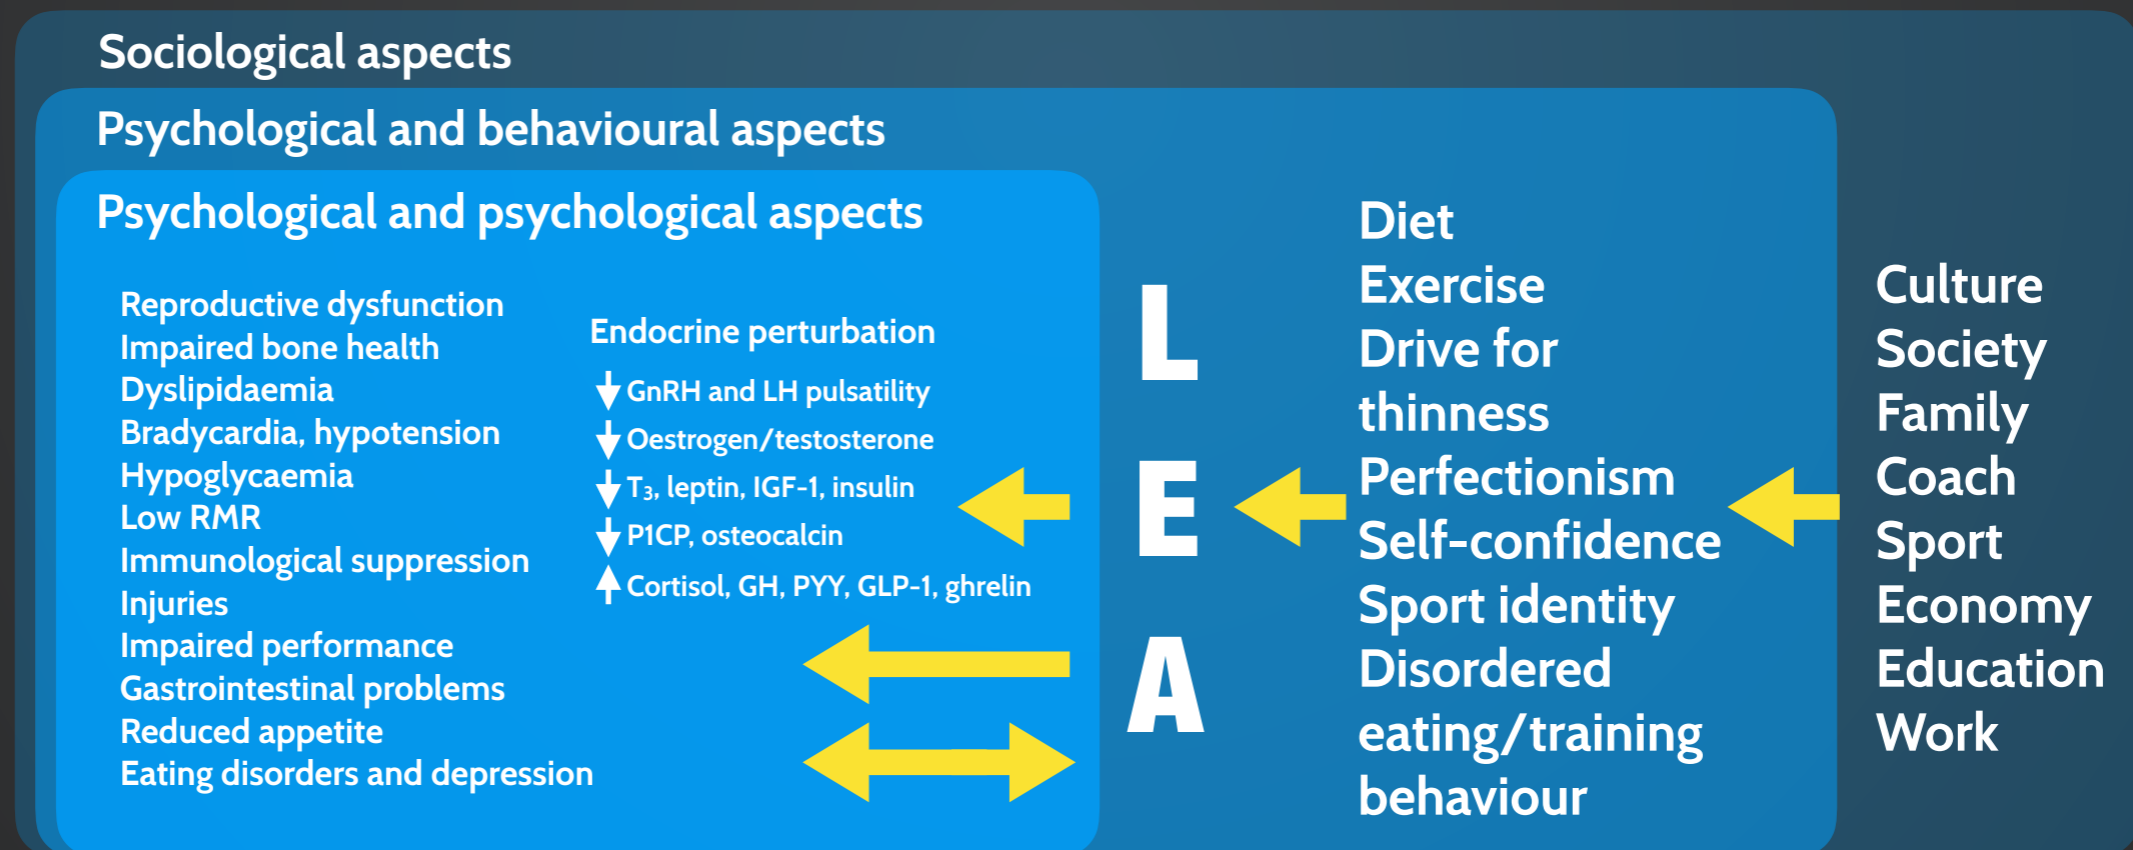 Sociological aspects
Psychological and behavioural aspects
Psychological and psychological aspects
Reproductive dysfunction
Impaired bone health
Dyslipidaemia
Bradycardia, hypotension
Hypoglycaemia
Low RMR
Immunological suppression
Injuries
Impaired performance
Gastrointestinal problems
Reduced appetite
Eating disorders and depression
Endocrine perturbation
GnRH and LH pulsatility
Oestrogen/testosterone
T₃, leptin, IGF-1, insulin
P1CP, osteocalcin
Cortisol, GH, PYY, GLP-1, ghrelin
L
E
A
Diet
Exercise
Drive for
thinness
Perfectionism
Self-confidence
Sport identity
Disordered
eating/training
behaviour
Culture
Society
Family
Coach
Sport
Economy
Education
Work